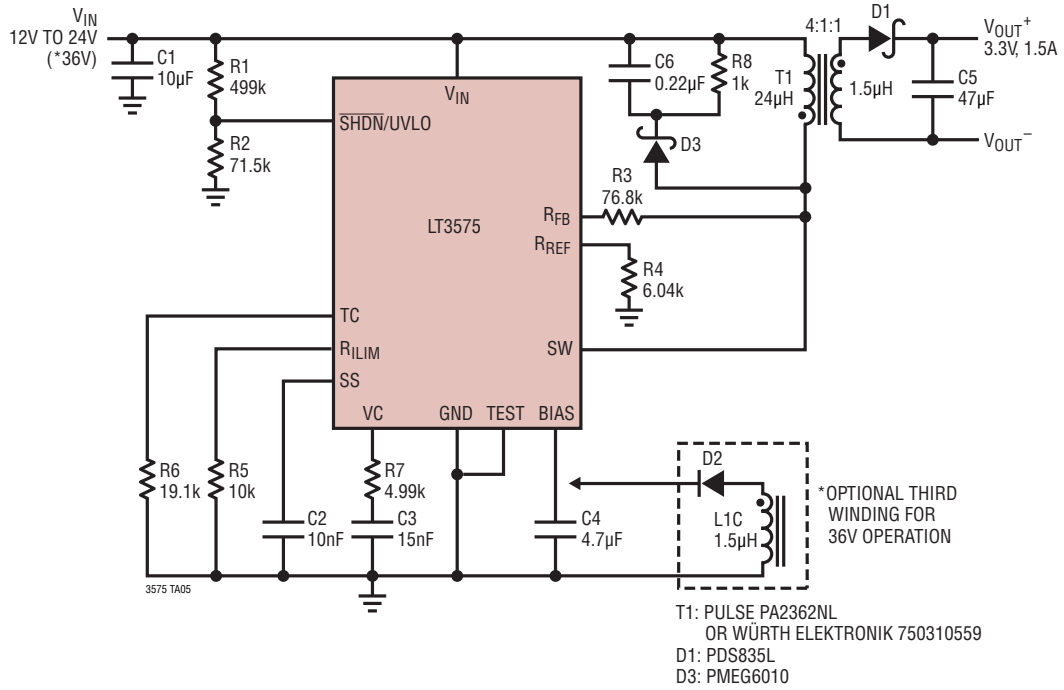 VIN
12V TO 24V
(*36V)
C1
10µF
R1
499k
R2
71.5k
VIN
SHDN/UVLO
LT3575
RFB
RREF
SW
TC
RILIM
SS
VC
GND
TEST
BIAS
C6
0.22µF
R8
1k
D3
R3
76.8k
R4
6.04k
4:1:1
T1
24µH
1.5µH
D1
C5
47µF
VOUT+
3.3V, 1.5A
VOUT–
R6
19.1k
R5
10k
C2
10nF
R7
4.99k
C3
15nF
C4
4.7µF
D2
L1C
1.5µH
*OPTIONAL THIRD
WINDING FOR
36V OPERATION
3575 TA05
T1: PULSE PA2362NL
OR WÜRTH ELEKTRONIK 750310559
D1: PDS835L
D3: PMEG6010